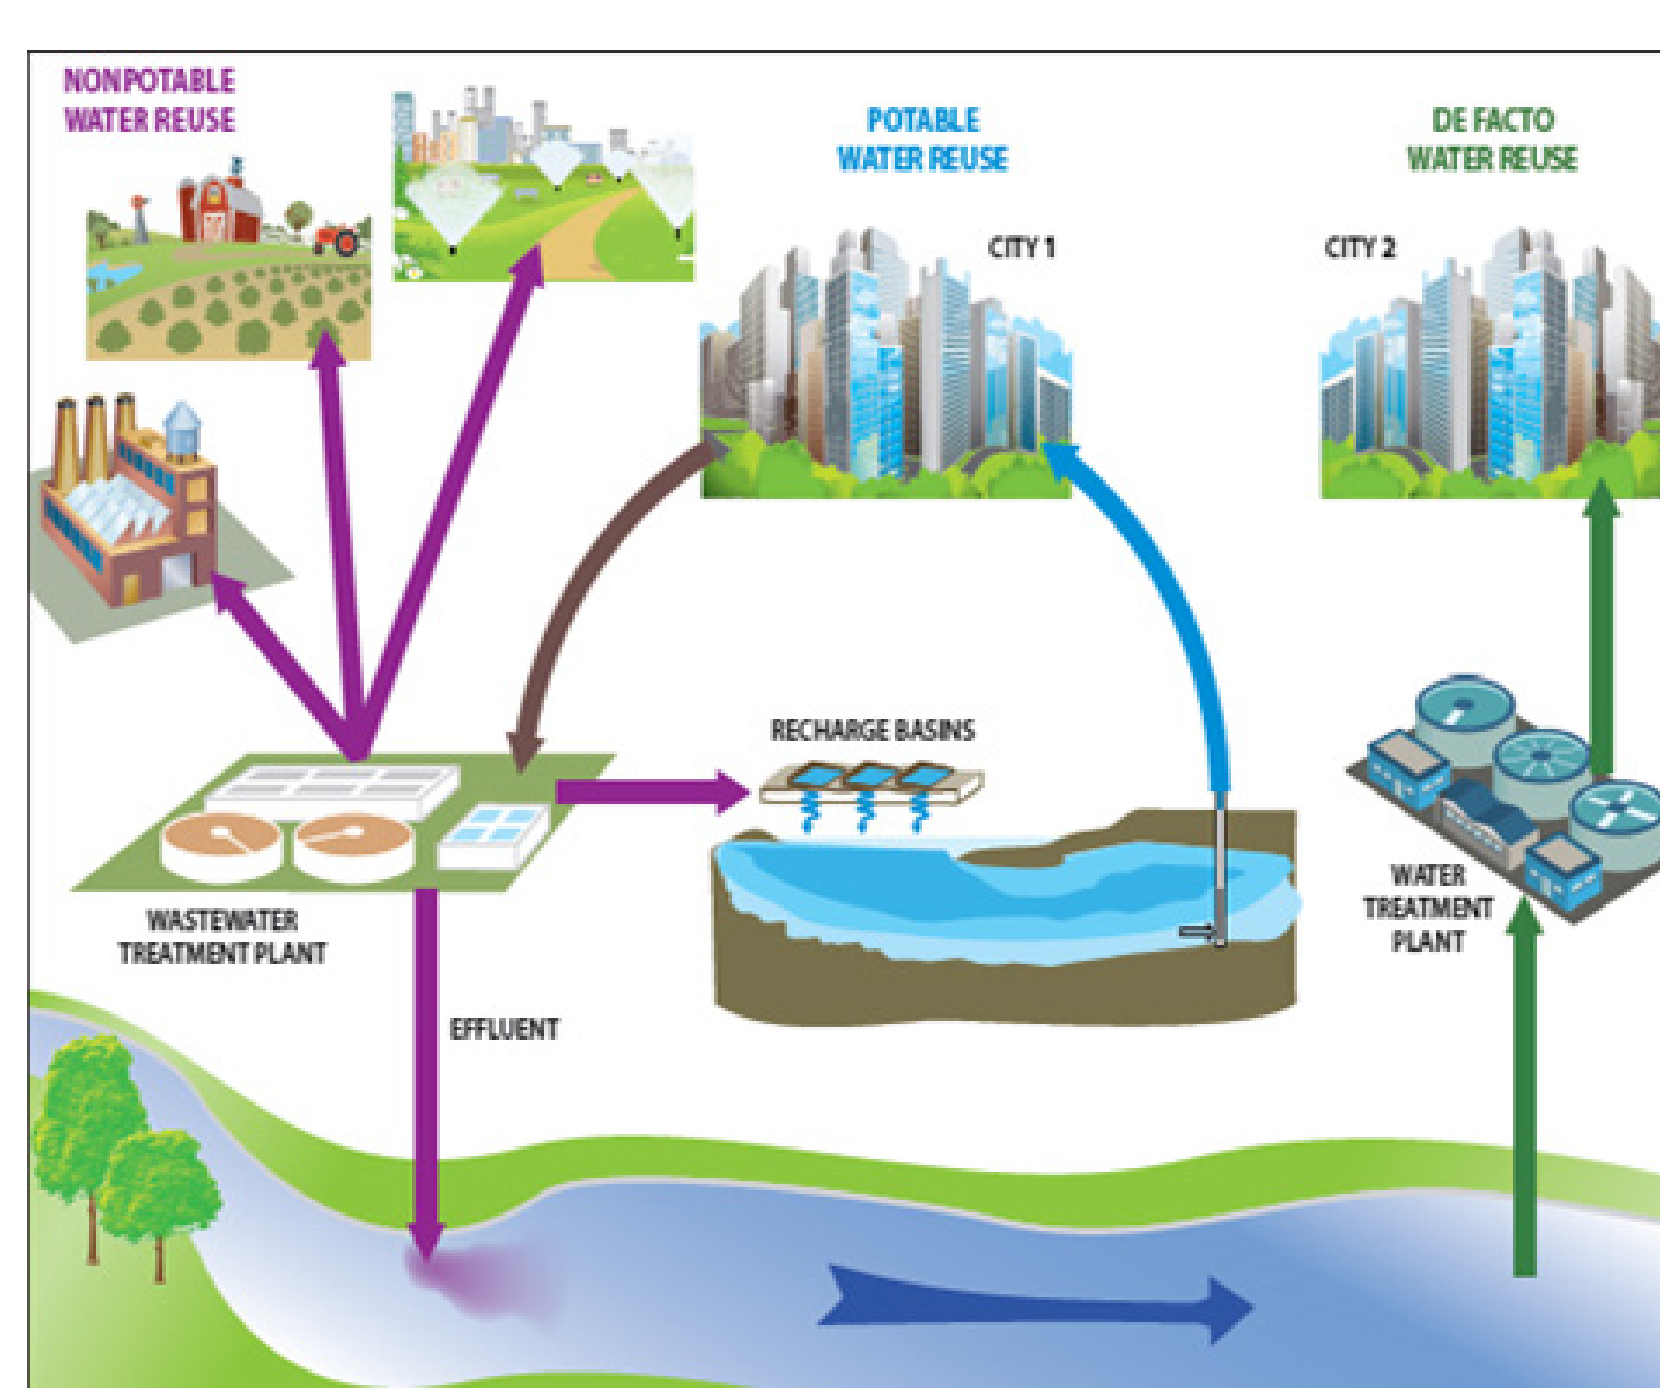 NONPOTABLE
WATER REUSE
POTABLE
WATER REUSE
DE FACTO
WATER REUSE
CITY 1
CITY 2
RECHARGE BASINS
WASTEWATER
TREATMENT PLANT
WATER
TREATMENT
PLANT
EFFLUENT